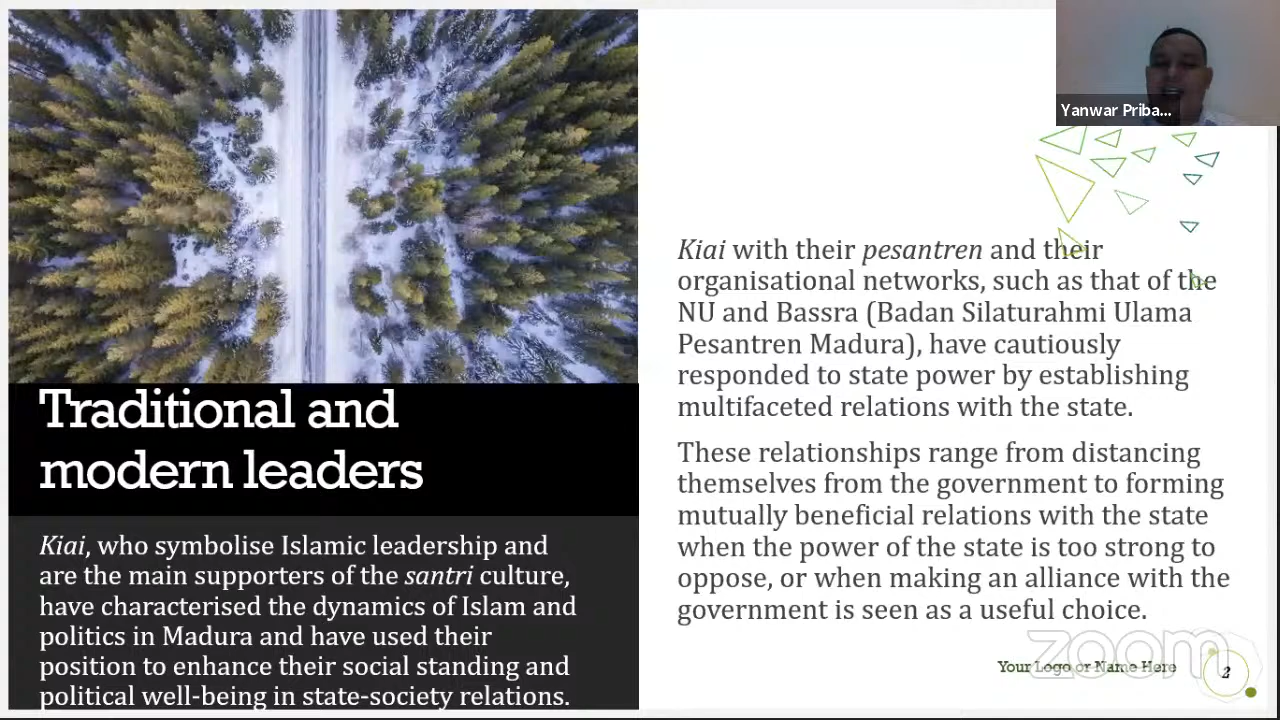 Yanwar Priba...
Traditional and
modern leaders
Kiai, who symbolise Islamic leadership and
are the main supporters of the santri culture,
have characterised the dynamics of Islam and
politics in Madura and have used their
position to enhance their social standing and
political well-being in state-society relations.
Kiai with their pesantren and their
organisational networks, such as that of the
NU and Bassra (Badan Silaturahmi Ulama
Pesantren Madura), have cautiously
responded to state power by establishing
multifaceted relations with the state.
These relationships range from distancing
themselves from the government to forming
mutually beneficial relations with the state
when the power of the state is too strong to
oppose, or when making an alliance with the
government is seen as a useful choice.
zoom
Your Logo or Name Here
2